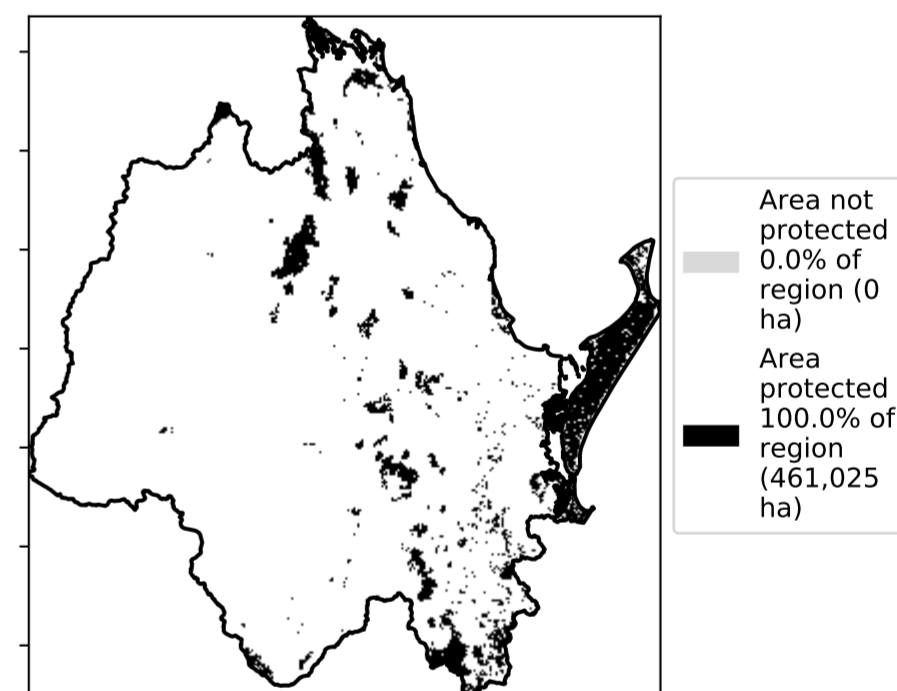 Area not
protected
0.0% of
region (0
ha)
Area
protected
100.0% of
region
(461,025
ha)